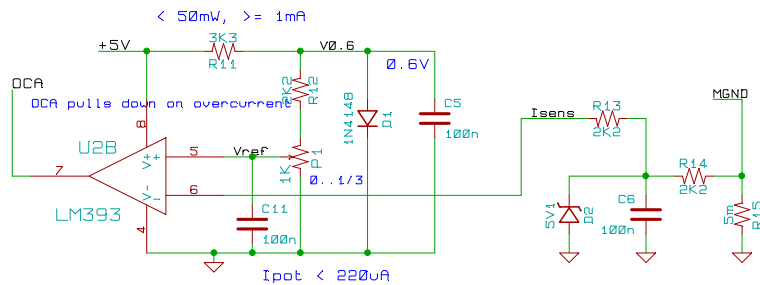 < 50mW, >= 1mA
+5V
3K3
R11
V0.6
0.6V
OCA
OCA pulls down on overcurrent
2K2
R12
1N4148
D1
C5
100n
Isens
R13
2K2
MGND
8
U2B
V+
+
5
Vref
1K
P1
0..1/3
7
V-
-
6
LM393
4
C11
100n
R14
2K2
5V1
D2
C6
100n
5m
R15
Ipot < 220uA